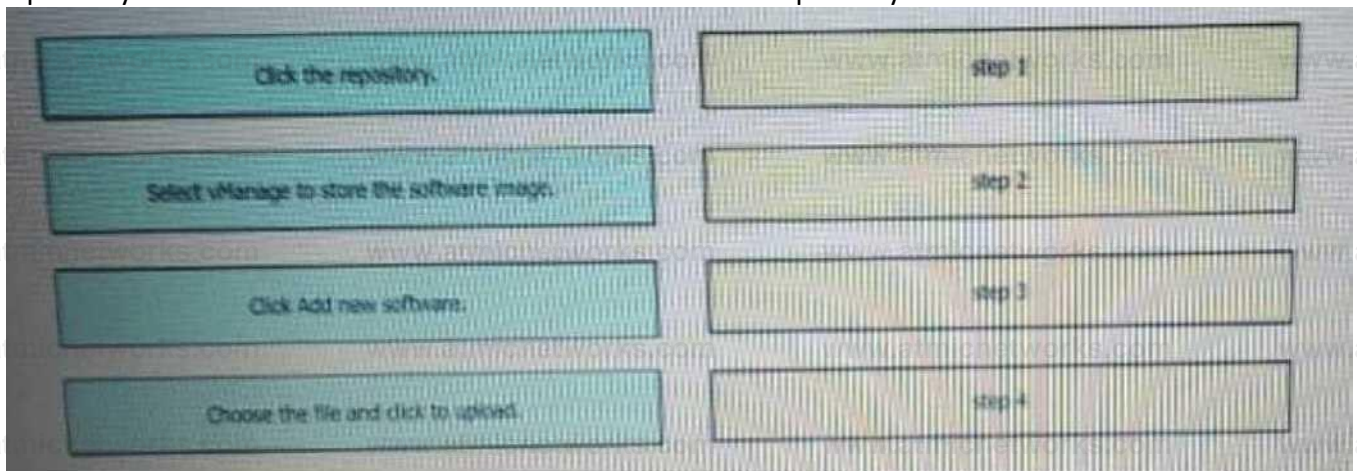 Click the repository.
step 1
Select vManage to store the software image.
step 2
Click Add new software.
step 3
Choose the file and click to upload.
step 4